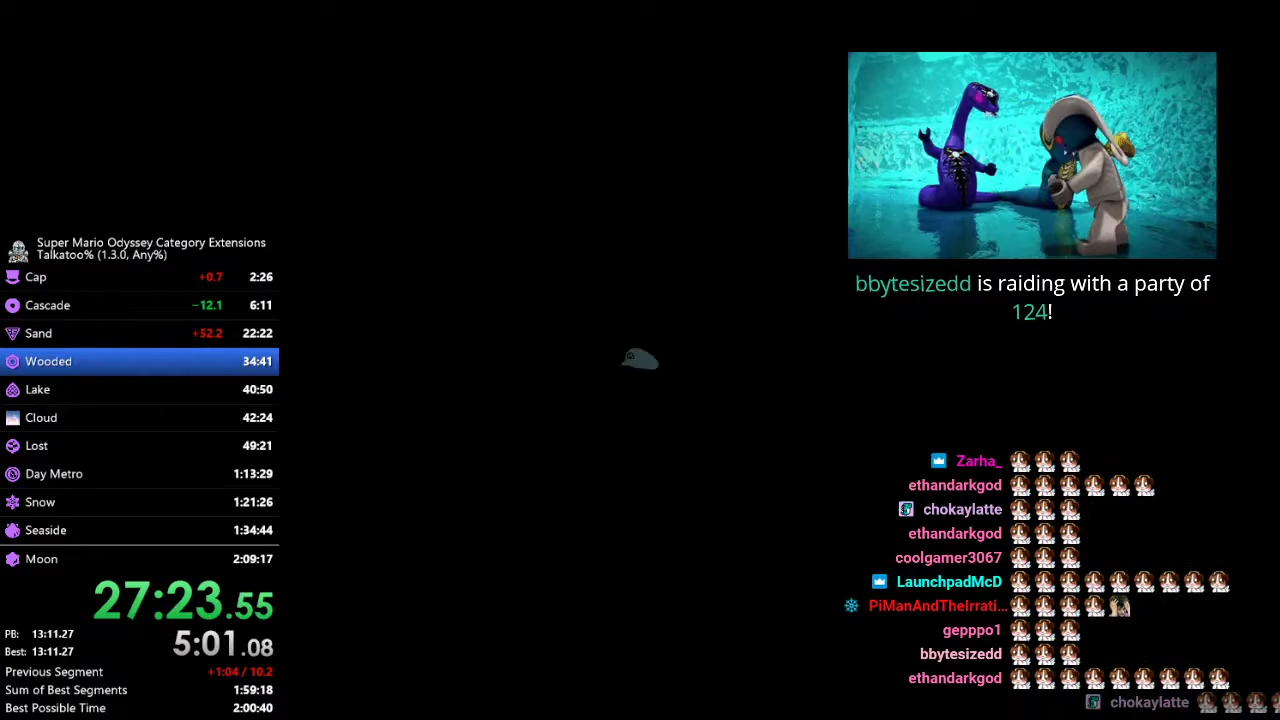 bbytesizedd is raiding with a party of
124!
Super Mario Odyssey Category Extensions
Talkatoo% (1.3.0, Any%)
Cap +0.7 2:26
Cascade −12.1 6:11
Sand +52.2 22:22
Wooded 34:41
Lake 40:50
Cloud 42:24
Lost 49:21
Day Metro 1:13:29
Snow 1:21:26
Seaside 1:34:44
Moon 2:09:17
27:23.55
PB: 13:11.27
Best: 13:11.27
5:01.08
Previous Segment +1:04 / 10.2
Sum of Best Segments 1:59:18
Best Possible Time 2:00:40
Zarha_
ethandarkgod
chokaylatte
ethandarkgod
coolgamer3067
LaunchpadMcD
PiManAndTheIrrati...
gepppo1
bbytesizedd
ethandarkgod
chokaylatte